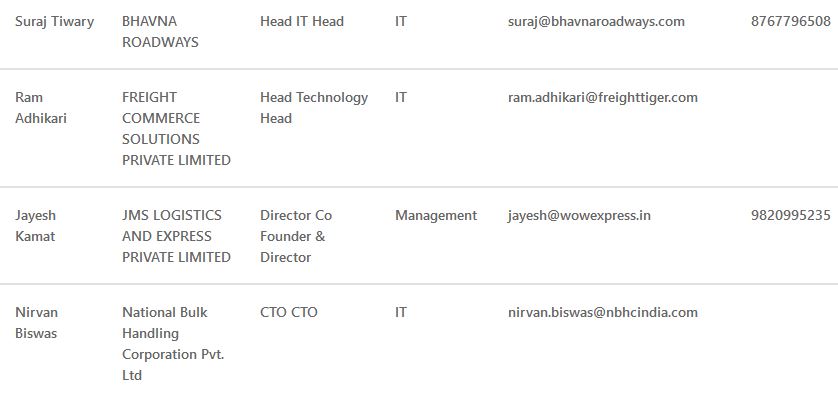 Suraj Tiwary BHAVNA Head IT Head IT suraj@bhavnaroadways.com 8767796508
ROADWAYS
Ram FREIGHT Head Technology IT ram.adhikari@freighttiger.com
Adhikari COMMERCE Head
SOLUTIONS
PRIVATE LIMITED
Jayesh JMS LOGISTICS Director Co Management jayesh@wowexpress.in 9820995235
Kamat AND EXPRESS Founder &
PRIVATE LIMITED Director
Nirvan National Bulk CTO CTO IT nirvan.biswas@nbhcindia.com
Biswas Handling
Corporation Pvt.
Ltd